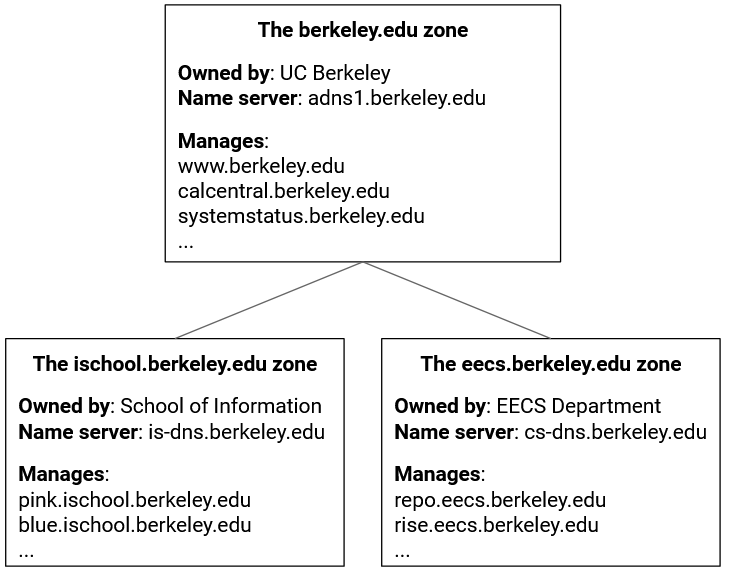 The berkeley.edu zone
Owned by: UC Berkeley
Name server: adns1.berkeley.edu
Manages:
www.berkeley.edu
calcentral.berkeley.edu
systemstatus.berkeley.edu
...
The ischool.berkeley.edu zone
Owned by: School of Information
Name server: is-dns.berkeley.edu
Manages:
pink.ischool.berkeley.edu
blue.ischool.berkeley.edu
...
The eecs.berkeley.edu zone
Owned by: EECS Department
Name server: cs-dns.berkeley.edu
Manages:
repo.eecs.berkeley.edu
rise.eecs.berkeley.edu
...